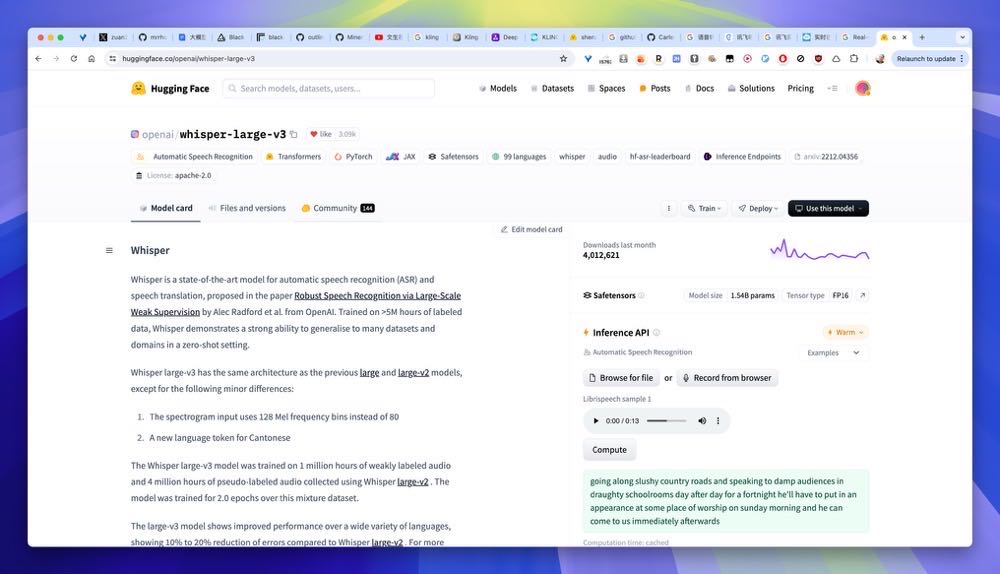 zuan
mrrh
大模型
Black
black
outlin
Miner
文生视
kling
Kling
Deep
KLING
shen
githu
Carle
语音识
讯飞听
讯飞听
实时语
Real-
o
huggingface.co/openai/whisper-large-v3
Relaunch to update
Hugging Face
Search models, datasets, users...
Models
Datasets
Spaces
Posts
Docs
Solutions
Pricing
openai/whisper-large-v3
like 3.09k
Automatic Speech Recognition
Transformers
PyTorch
JAX
Safetensors
99 languages
whisper
audio
hf-asr-leaderboard
Inference Endpoints
arxiv:2212.04356
License: apache-2.0
Model card
Files and versions
Community 144
Train
Deploy
Use this model
Edit model card
Whisper
Whisper is a state-of-the-art model for automatic speech recognition (ASR) and
speech translation, proposed in the paper Robust Speech Recognition via Large-Scale
Weak Supervision by Alec Radford et al. from OpenAI. Trained on >5M hours of labeled
data, Whisper demonstrates a strong ability to generalise to many datasets and
domains in a zero-shot setting.
Whisper large-v3 has the same architecture as the previous large and large-v2 models,
except for the following minor differences:
1. The spectrogram input uses 128 Mel frequency bins instead of 80
2. A new language token for Cantonese
The Whisper large-v3 model was trained on 1 million hours of weakly labeled audio
and 4 million hours of pseudo-labeled audio collected using Whisper large-v2 . The
model was trained for 2.0 epochs over this mixture dataset.
The large-v3 model shows improved performance over a wide variety of languages,
showing 10% to 20% reduction of errors compared to Whisper large-v2 . For more
Downloads last month
4,012,621
Safetensors
Model size 1.54B params
Tensor type FP16
Inference API
Warm
Automatic Speech Recognition
Examples
Browse for file or Record from browser
Librispeech sample 1
0:00 / 0:13
Compute
going along slushy country roads and speaking to damp audiences in
draughty schoolrooms day after day for a fortnight he'll have to put in an
appearance at some place of worship on sunday morning and he can
come to us immediately afterwards
Computation time: cached